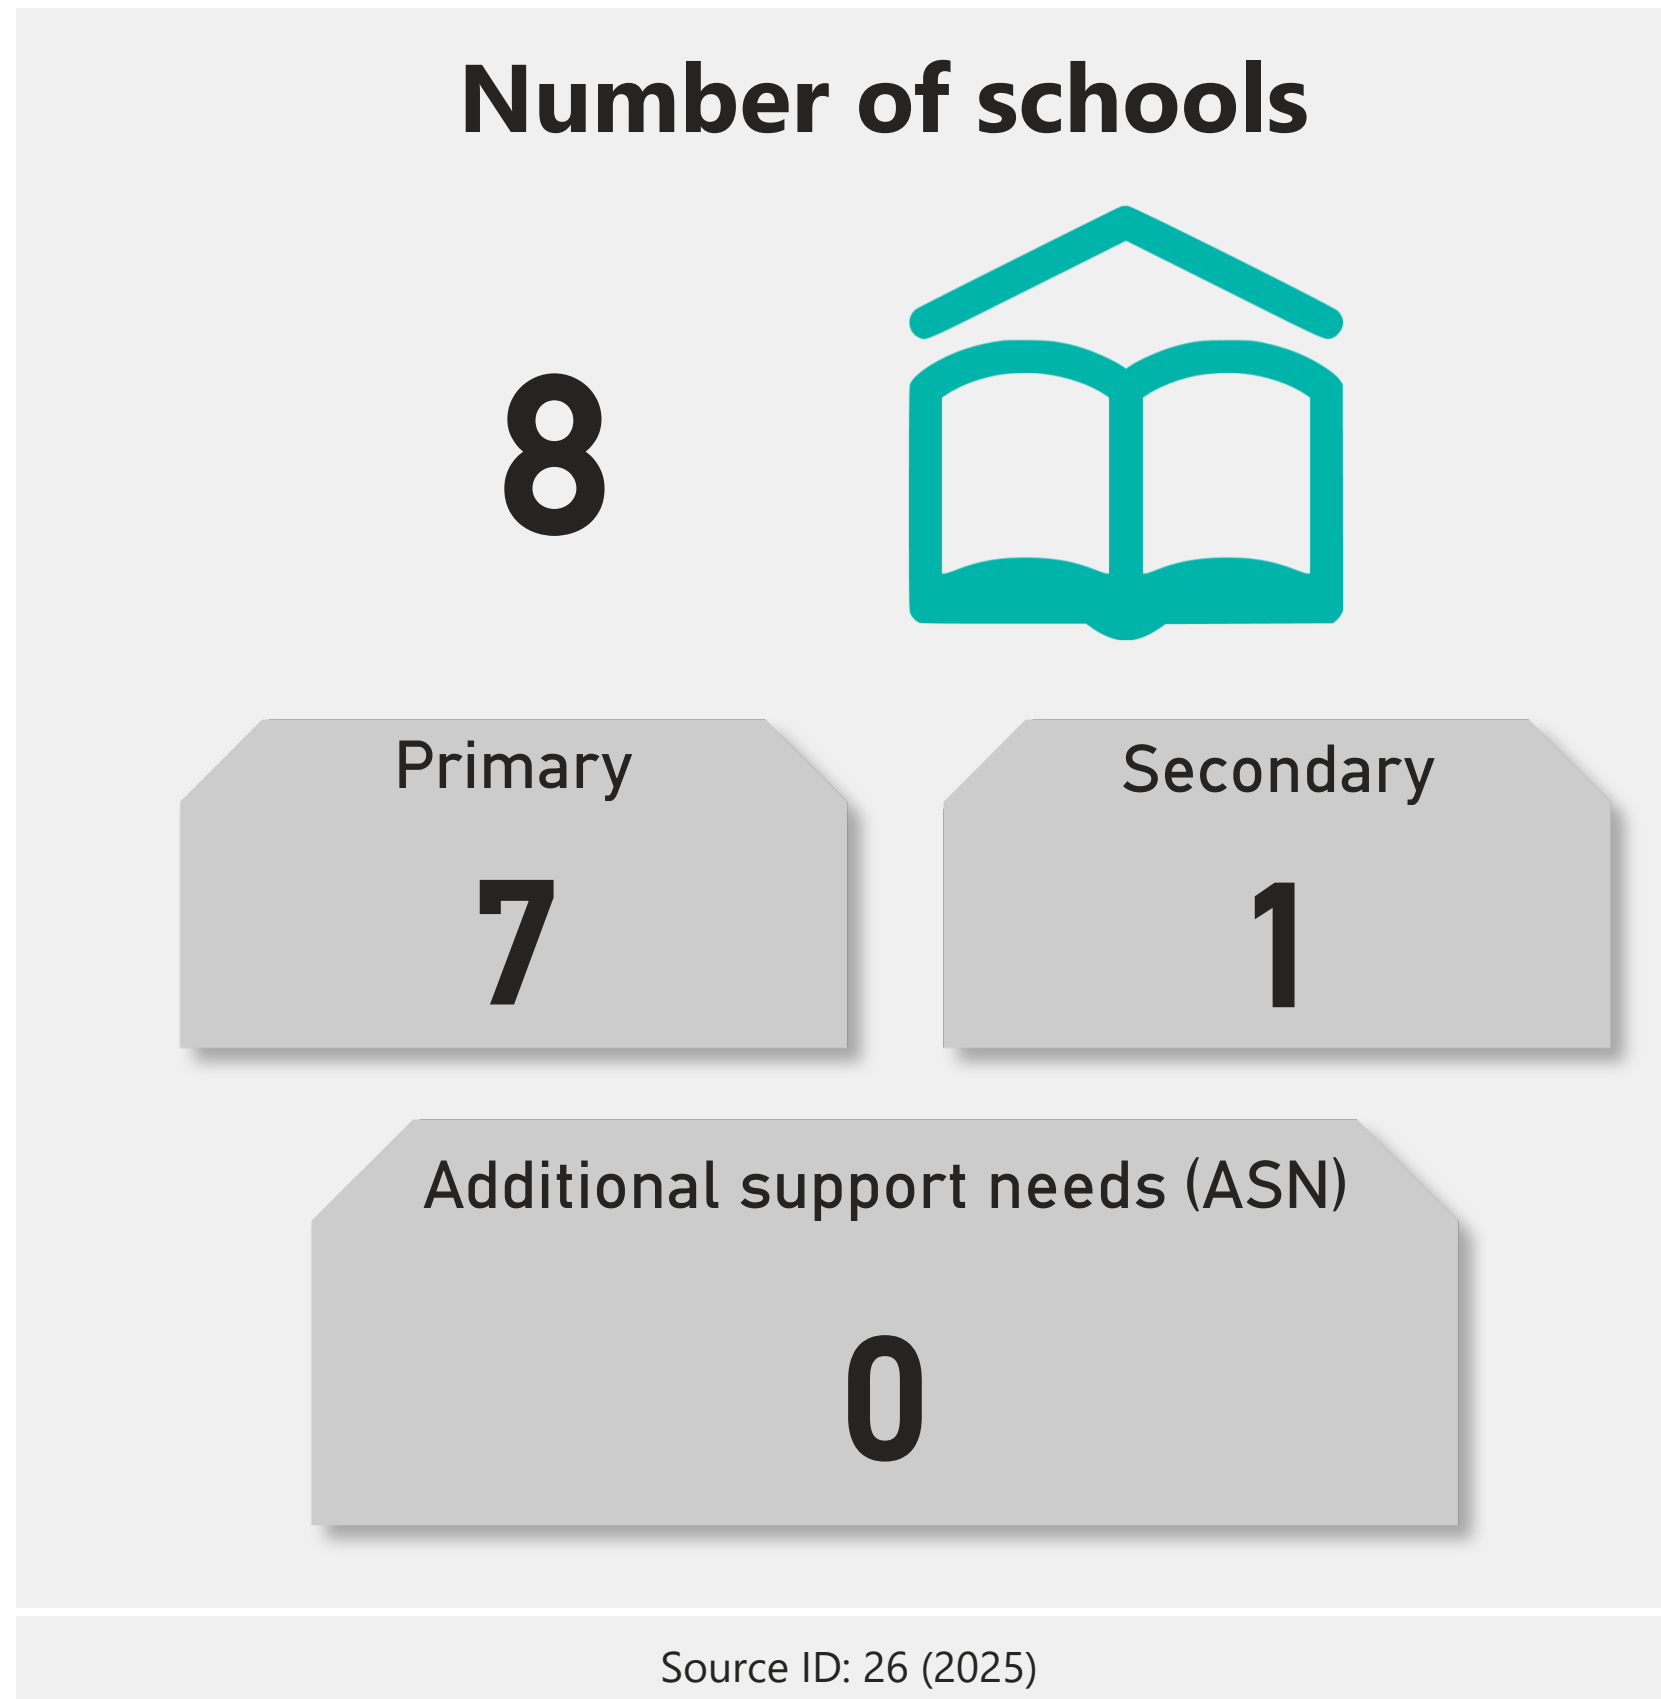 Number of schools
8
Primary
7
Secondary
1
Additional support needs (ASN)
0
Source ID: 26 (2025)